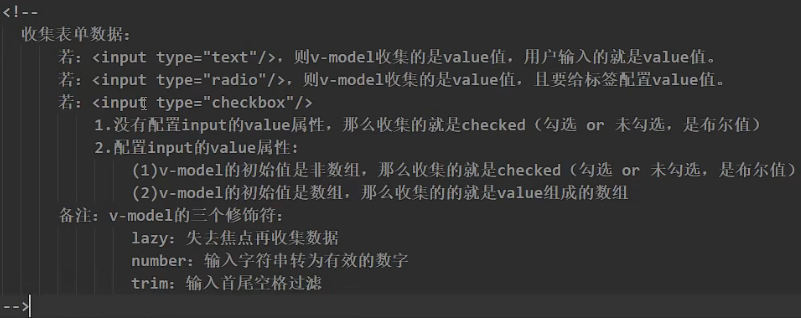 <!--
收集表单数据:
若: <input type="text"/>，则v-model收集的是value值，用户输入的就是value值。
若: <input type="radio"/>，则v-model收集的是value值，且要给标签配置value值。
若: <input type="checkbox"/>
1.没有配置input的value属性，那么收集的就是checked（勾选 or 未勾选，是布尔值）
2.配置input的value属性:
(1)v-model的初始值是非数组，那么收集的就是checked（勾选 or 未勾选，是布尔值）
(2)v-model的初始值是数组，那么收集的的就是value组成的数组
备注: v-model的三个修饰符:
lazy: 失去焦点再收集数据
number: 输入字符串转为有效的数字
trim: 输入首尾空格过滤
-->